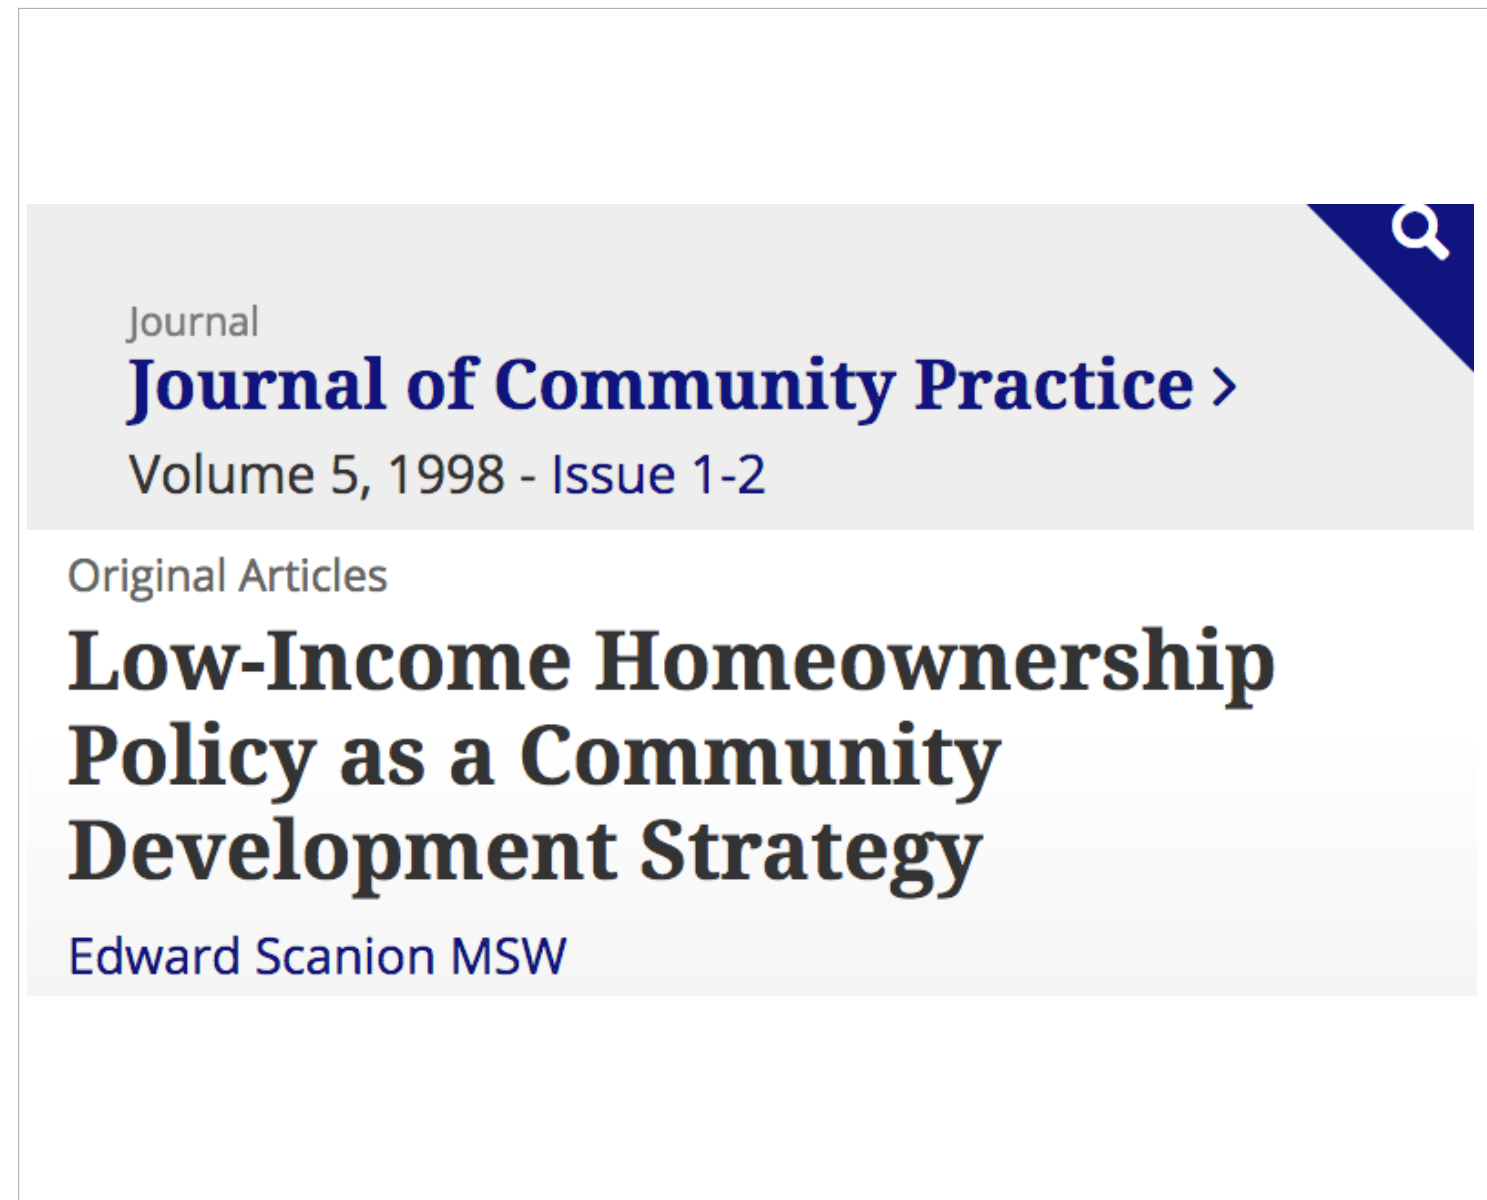 Journal
Journal of Community Practice >
Volume 5, 1998 - Issue 1-2
Original Articles
Low-Income Homeownership
Policy as a Community
Development Strategy
Edward Scanion MSW